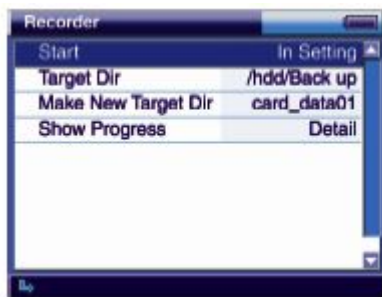 Recorder
Start In Setting
Target Dir /hdd/Back up
Make New Target Dir card_data01
Show Progress Detail